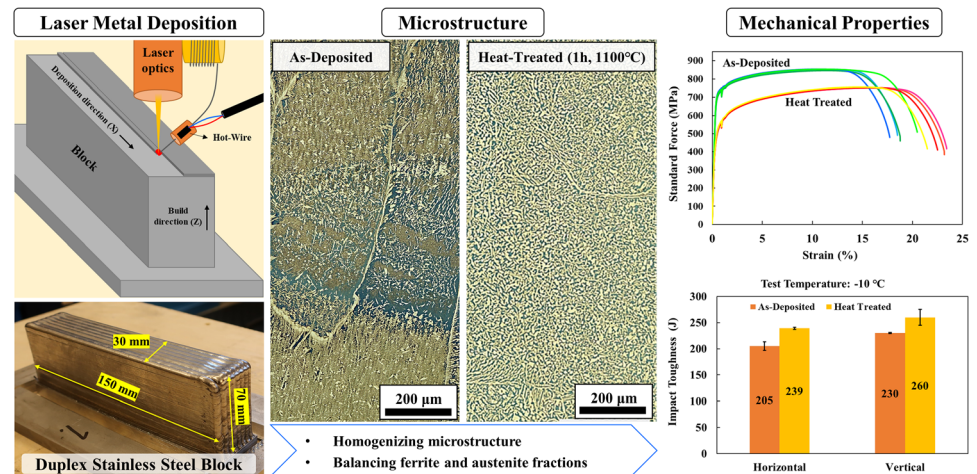 Laser Metal Deposition
Laser
optics
Deposition
direction (X)
Hot-Wire
Block
Build
direction (Z)
30 mm
150 mm
70 mm
Duplex Stainless Steel Block
Microstructure
As-Deposited
Heat-Treated (1h, 1100°C)
200 µm
200 µm
• Homogenizing microstructure
• Balancing ferrite and austenite fractions
Mechanical Properties
Standard Force (MPa)
900
800
700
600
500
400
300
200
100
0
As-Deposited
Heat Treated
0 5 10 15 20 25
Strain (%)
Test Temperature: -10 °C
As-Deposited Heat Treated
Impact Toughness (J)
300
250
200
150
100
50
0
205 239 230 260
Horizontal Vertical